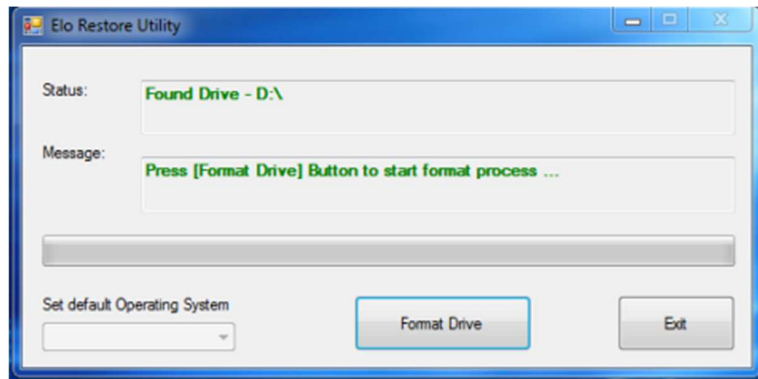 Elo Restore Utility
Status:
Found Drive - D:\
Message:
Press [Format Drive] Button to start format process ...
Set default Operating System
Format Drive
Exit